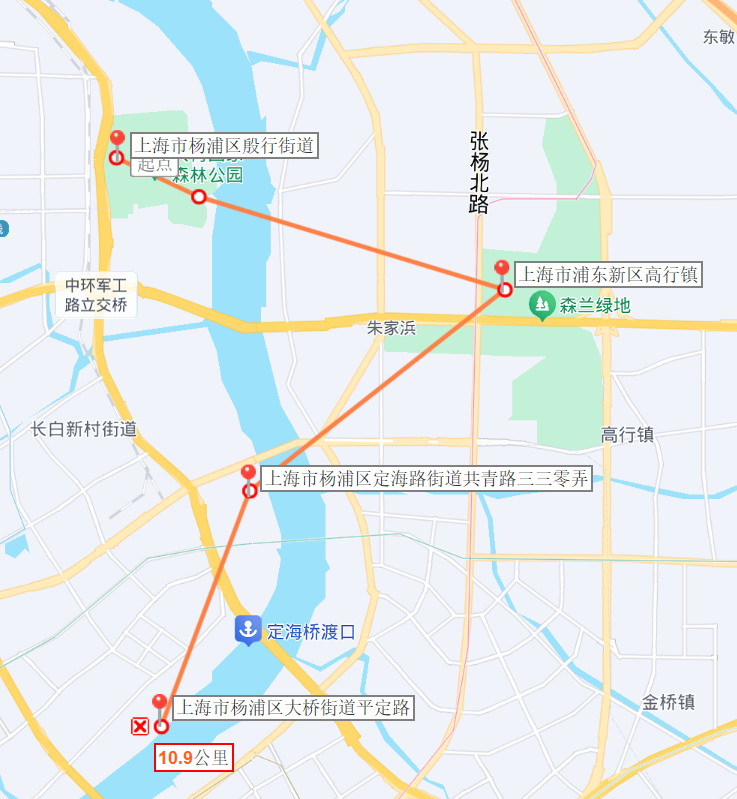 东敏
上海市杨浦区殷行街道
起点
森林公园
张杨北路
中环军工
路立交桥
上海市浦东新区高行镇
森兰绿地
朱家浜
长白新村街道
高行镇
上海市杨浦区定海路街道共青路三三零弄
定海桥渡口
金桥镇
上海市杨浦区大桥街道平定路
10.9公里